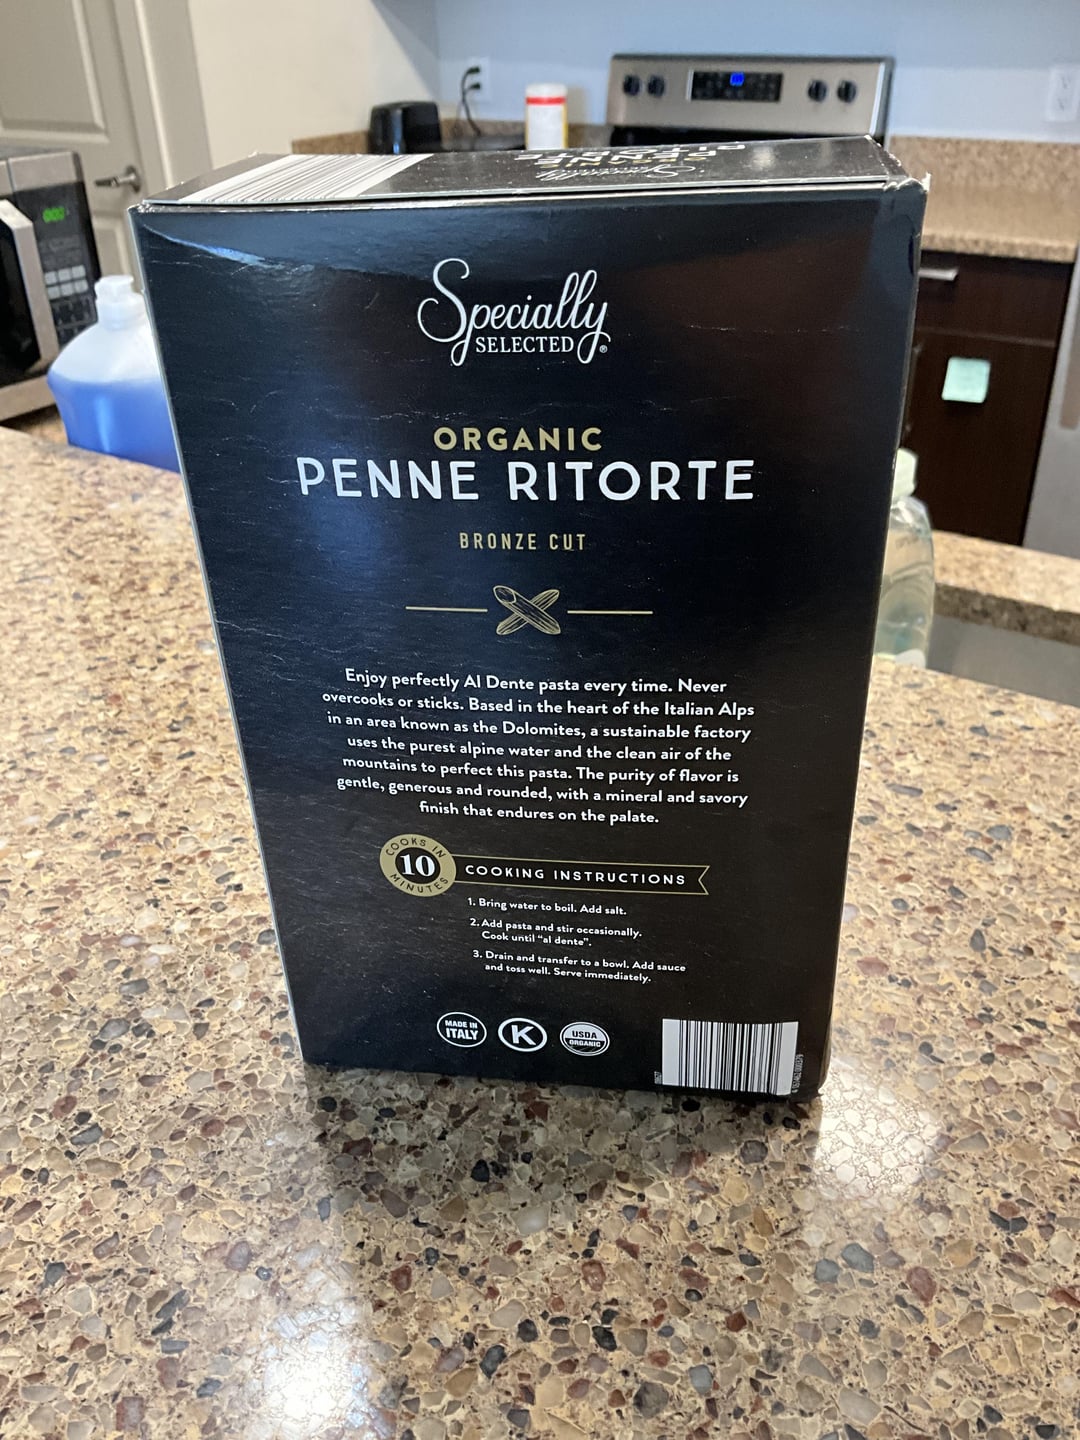 Specially
SELECTED®
ORGANIC
PENNE RITORTE
BRONZE CUT
Enjoy perfectly Al Dente pasta every time. Never
overcooks or sticks. Based in the heart of the Italian Alps
in an area known as the Dolomites, a sustainable factory
uses the purest alpine water and the clean air of the
mountains to perfect this pasta. The purity of flavor is
gentle, generous and rounded, with a mineral and savory
finish that endures on the palate.
COOKS IN
10
MINUTES
COOKING INSTRUCTIONS
1. Bring water to boil. Add salt.
2. Add pasta and stir occasionally.
Cook until "al dente".
3. Drain and transfer to a bowl. Add sauce
and toss well. Serve immediately.
MADE IN
ITALY
K
USDA
ORGANIC